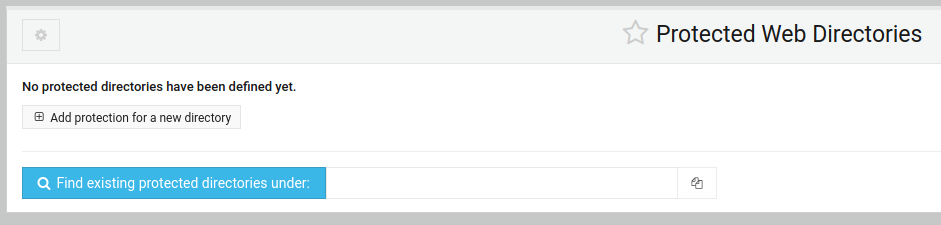 Protected Web Directories
No protected directories have been defined yet.
Add protection for a new directory
Find existing protected directories under: